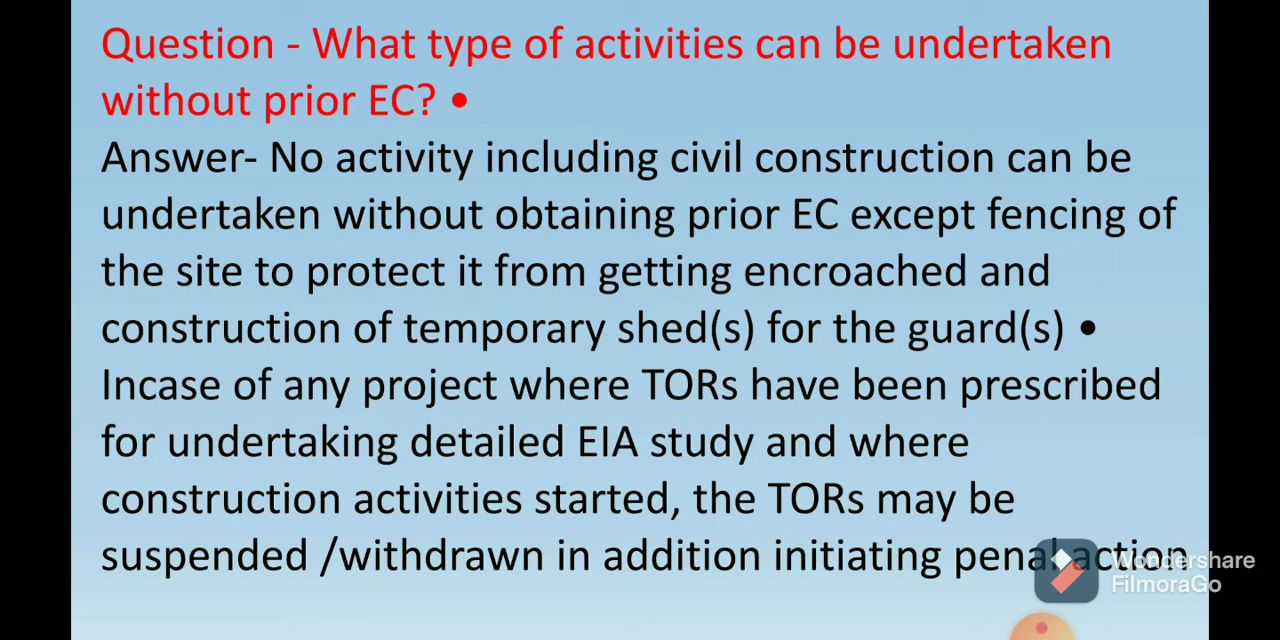 Question - What type of activities can be undertaken
without prior EC? •
Answer- No activity including civil construction can be
undertaken without obtaining prior EC except fencing of
the site to protect it from getting encroached and
construction of temporary shed(s) for the guard(s) •
Incase of any project where TORs have been prescribed
for undertaking detailed EIA study and where
construction activities started, the TORs may be
suspended /withdrawn in addition initiating penal action
Wondershare
FilmoraGo